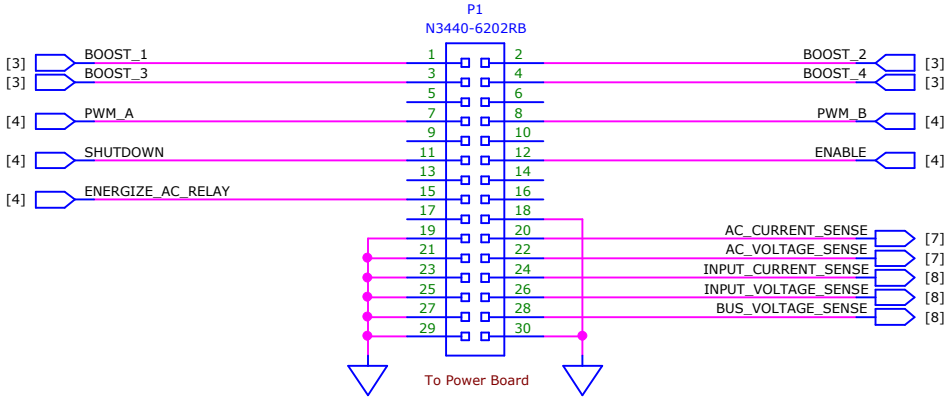 P1
N3440-6202RB
[3] BOOST_1 1 2 BOOST_2 [3]
[3] BOOST_3 3 4 BOOST_4 [3]
5 6
[4] PWM_A 7 8 PWM_B [4]
9 10
[4] SHUTDOWN 11 12 ENABLE [4]
13 14
[4] ENERGIZE_AC_RELAY 15 16
17 18
19 20 AC_CURRENT_SENSE [7]
21 22 AC_VOLTAGE_SENSE [7]
23 24 INPUT_CURRENT_SENSE [8]
25 26 INPUT_VOLTAGE_SENSE [8]
27 28 BUS_VOLTAGE_SENSE [8]
29 30
To Power Board